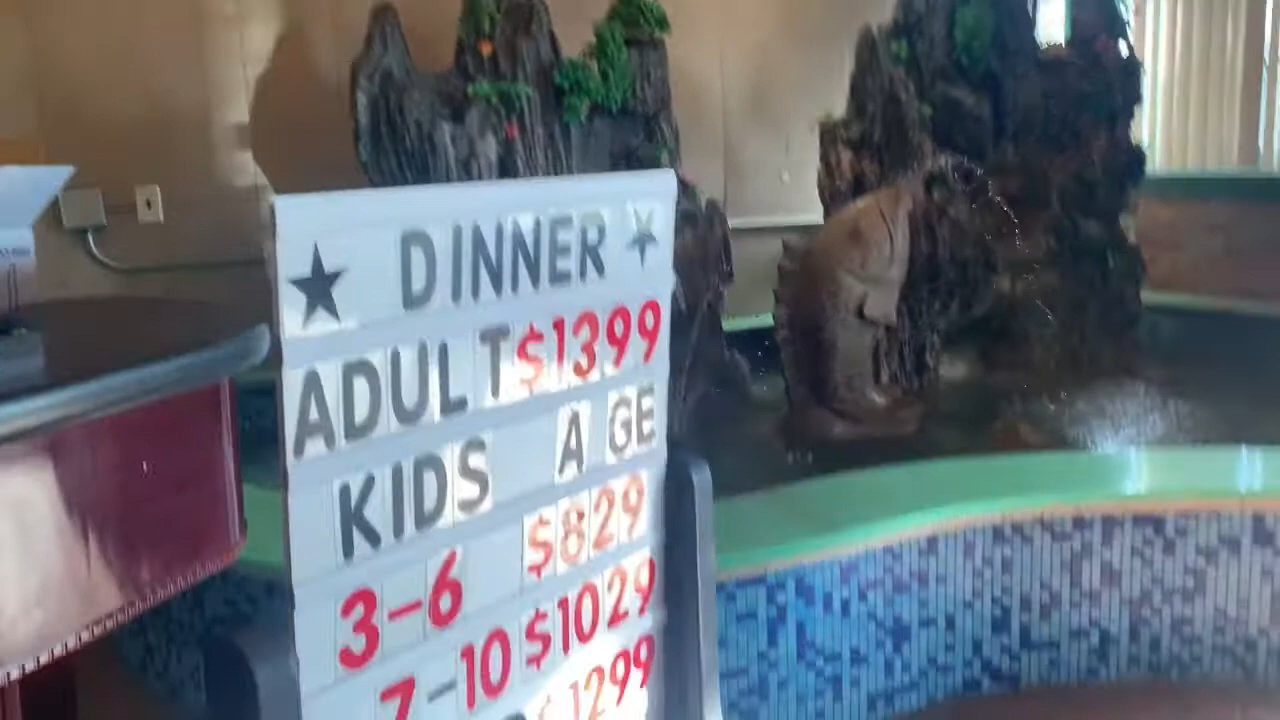 ★ DINNER ★
ADULT $1399
KIDS AGE
3-6 $829
7-10 $1029
$1299